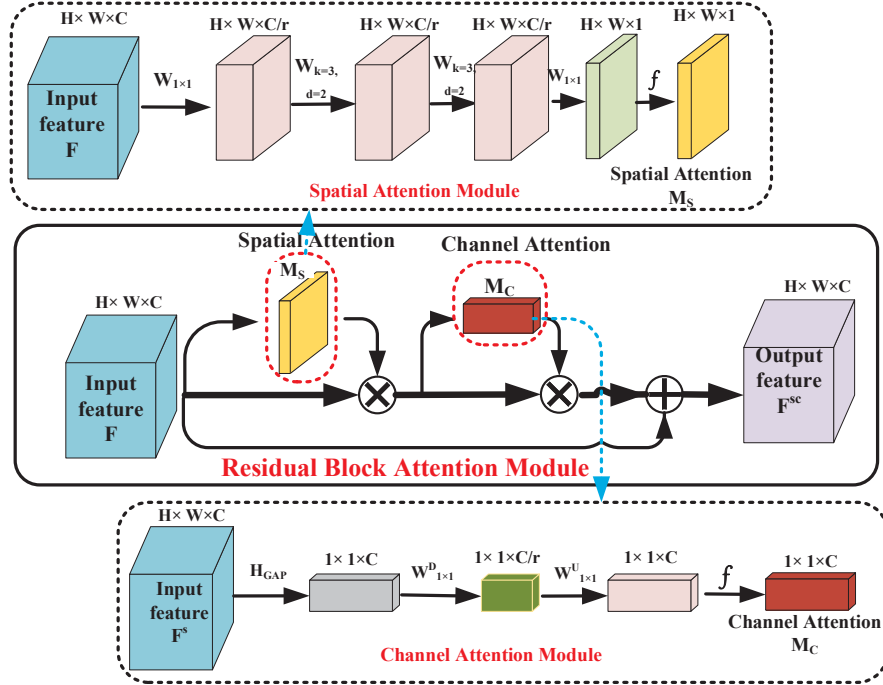 H× W×C
H× W×C/r
H× W×C/r
H× W×C/r
H× W×1
H× W×1
W1×1
Wk=3,
d=2
Wk=3,
d=2
W1×1
f
Input
feature
F
Spatial Attention Module
Spatial Attention
MS
Spatial Attention
MS
Channel Attention
MC
H× W×C
H× W×C
Input
feature
F
Output
feature
Fsc
Residual Block Attention Module
H× W×C
HGAP
1× 1×C
WD1×1
1× 1×C/r
WU1×1
1× 1×C
f
1× 1×C
Input
feature
Fs
Channel Attention
MC
Channel Attention Module